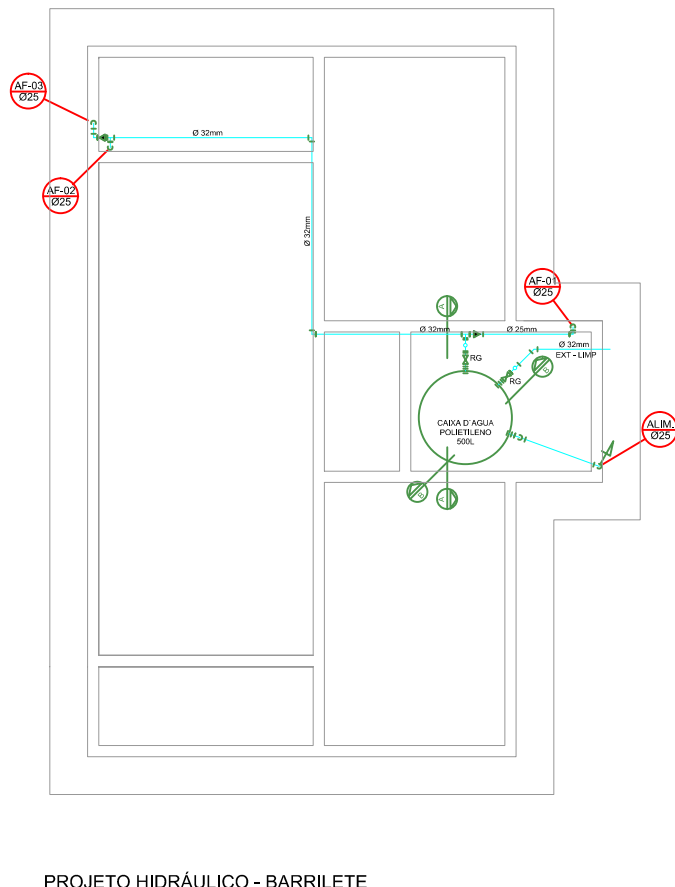 AF-03
Ø25
Ø 32mm
AF-02
Ø25
Ø 32mm
AF-01
Ø25
A
Ø 32mm
Ø 25mm
Ø 32mm
EXT - LIMP
RG
RG
B
CAIXA D´AGUA
POLIETILENO
500L
ALIM.
Ø25
B
A
PROJETO HIDRÁULICO - BARRILETE